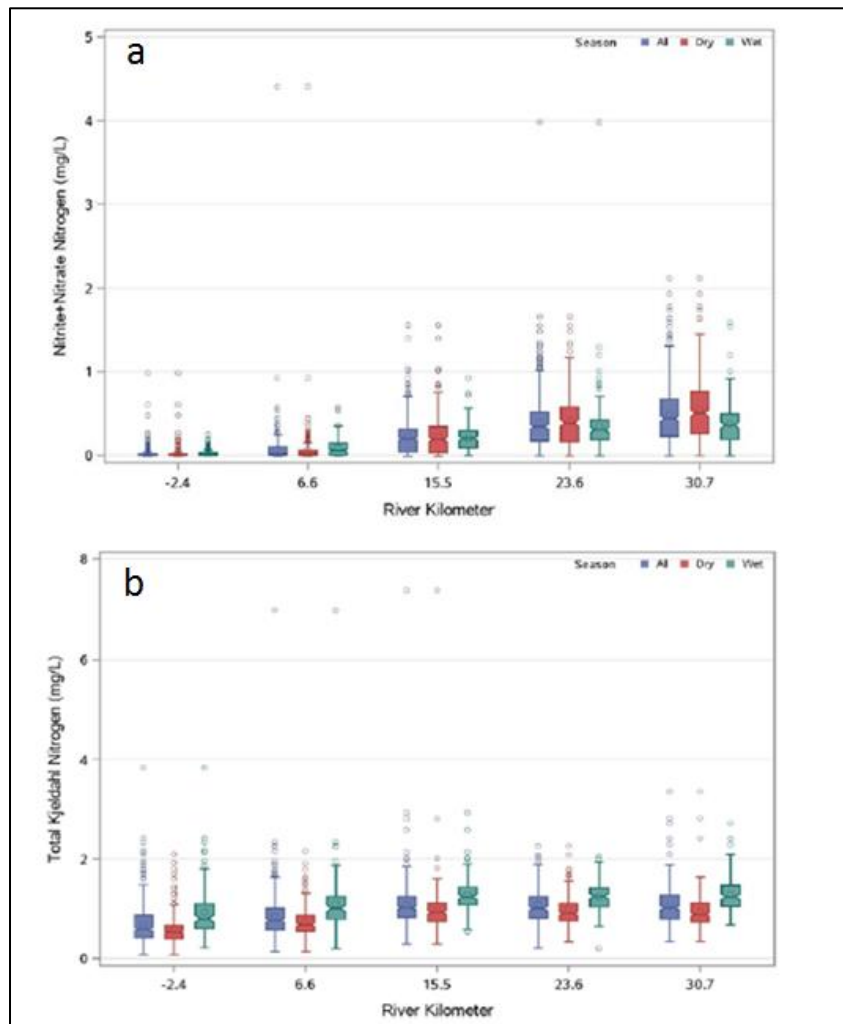 a
Season All Dry Wet
5
4
3
2
1
0
Nitrite+Nitrate Nitrogen (mg/L)
-2.4 6.6 15.5 23.6 30.7
River Kilometer
b
Season All Dry Wet
8
6
4
2
0
Total Kjeldahl Nitrogen (mg/L)
-2.4 6.6 15.5 23.6 30.7
River Kilometer